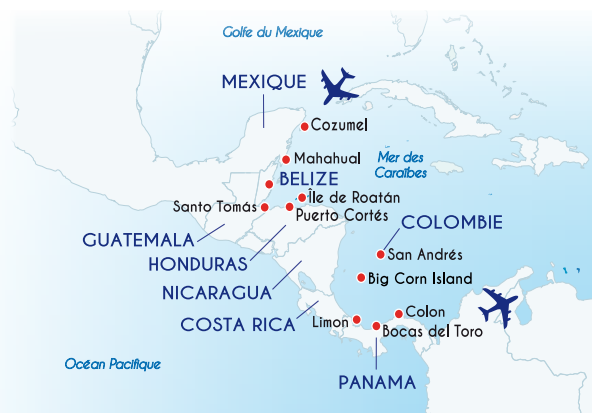 Golfe du Mexique
MEXIQUE
Cozumel
Mahahual
Mer des
Caraïbes
BELIZE
Île de Roatán
Santo Tomás
Puerto Cortés
COLOMBIE
GUATEMALA
San Andrés
HONDURAS
Big Corn Island
NICARAGUA
COSTA RICA
Limon
Colon
Bocas del Toro
Océan Pacifique
PANAMA